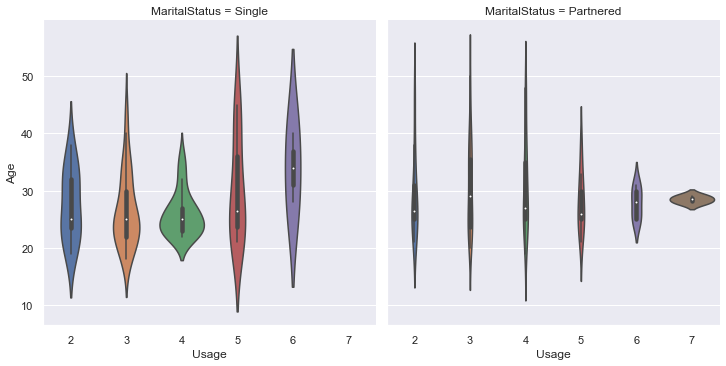 MaritalStatus = Single
MaritalStatus = Partnered
Age
50
40
30
20
10
2 3 4 5 6 7
2 3 4 5 6 7
Usage
Usage